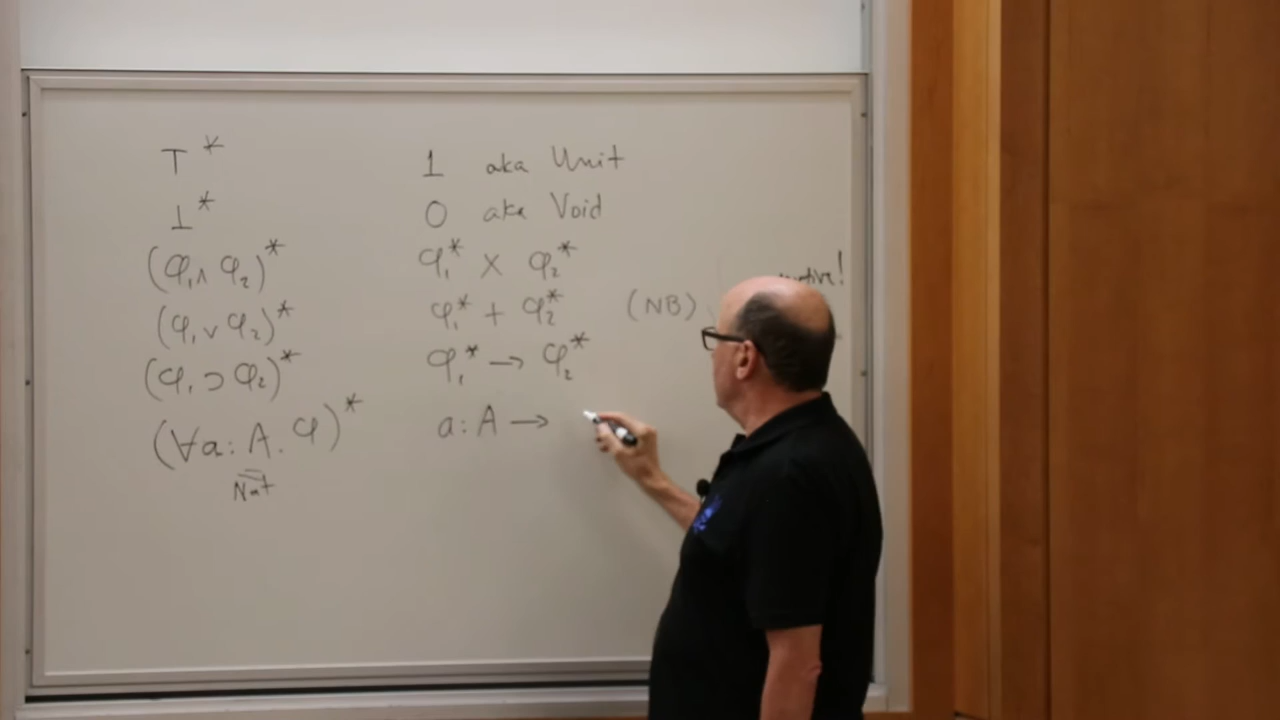 ⊤* 1 aka Unit
⊥* 0 aka Void
(φ₁ ∧ φ₂)* φ₁* × φ₂*
(φ₁ ∨ φ₂)* φ₁* + φ₂* (NB)
(φ₁ ⊃ φ₂)* φ₁* → φ₂*
(∀a : A . φ)* a : A →
Nat